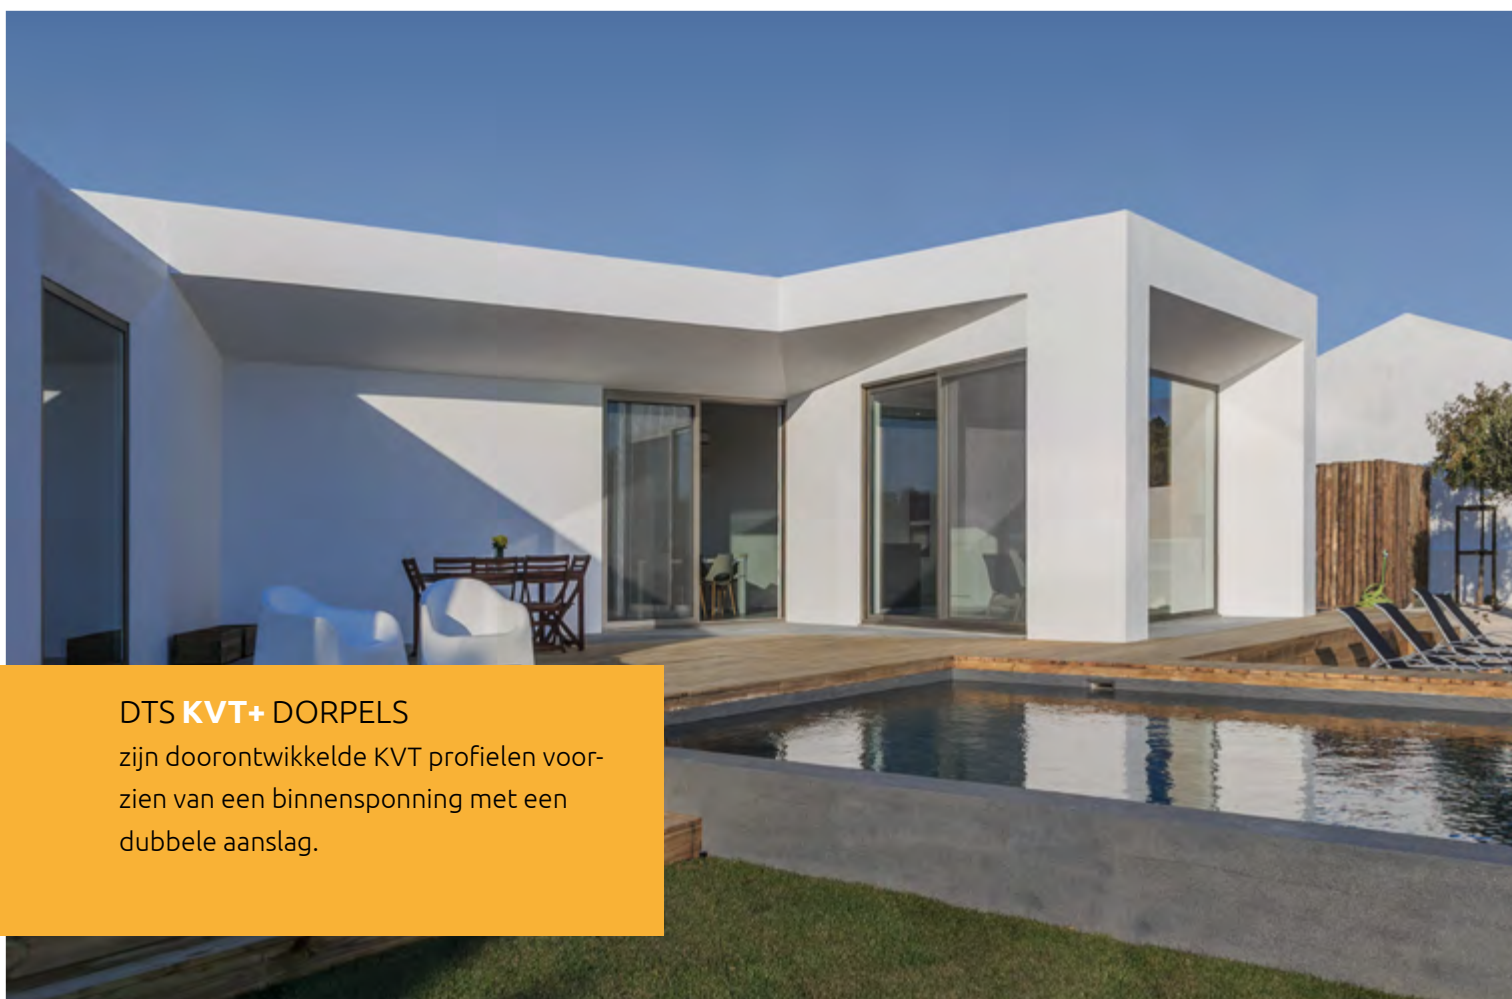 DTS KVT+ DORPELS
zijn doorontwikkelde KVT profielen voor-
zien van een binnensponning met een
dubbele aanslag.